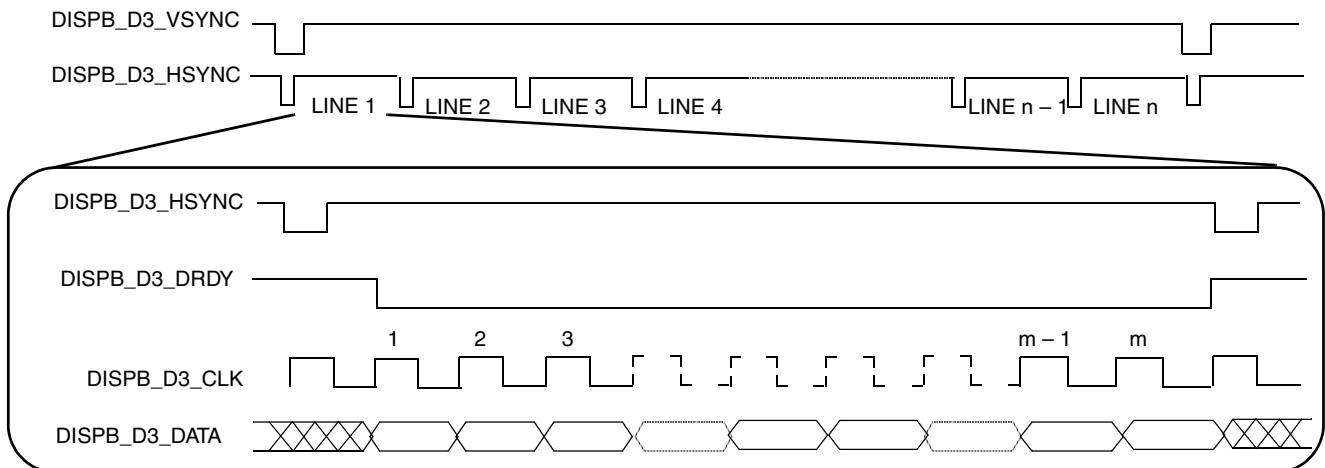 DISPB_D3_VSYNC
DISPB_D3_HSYNC
LINE 1 LINE 2 LINE 3 LINE 4 LINE n – 1 LINE n
DISPB_D3_HSYNC
DISPB_D3_DRDY
1 2 3 m – 1 m
DISPB_D3_CLK
DISPB_D3_DATA